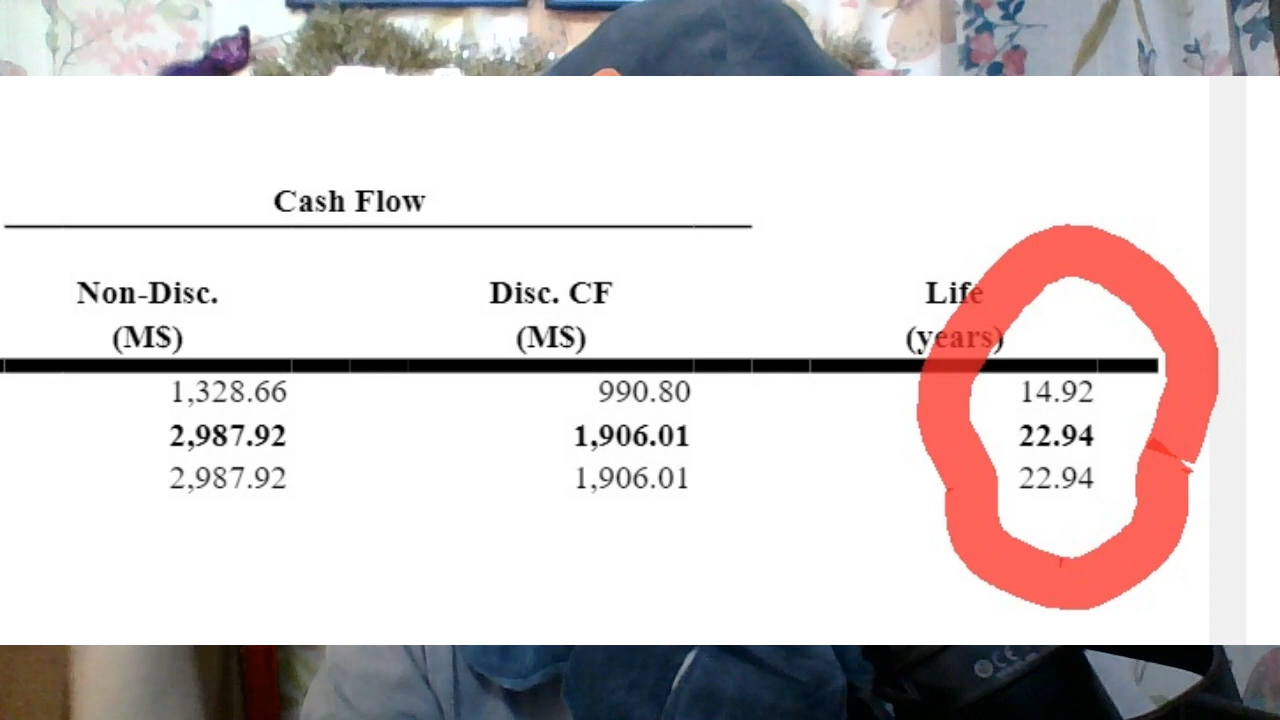 Cash Flow
Non-Disc. Disc. CF Life
(M$) (M$) (years)
1,328.66 990.80 14.92
2,987.92 1,906.01 22.94
2,987.92 1,906.01 22.94
CE